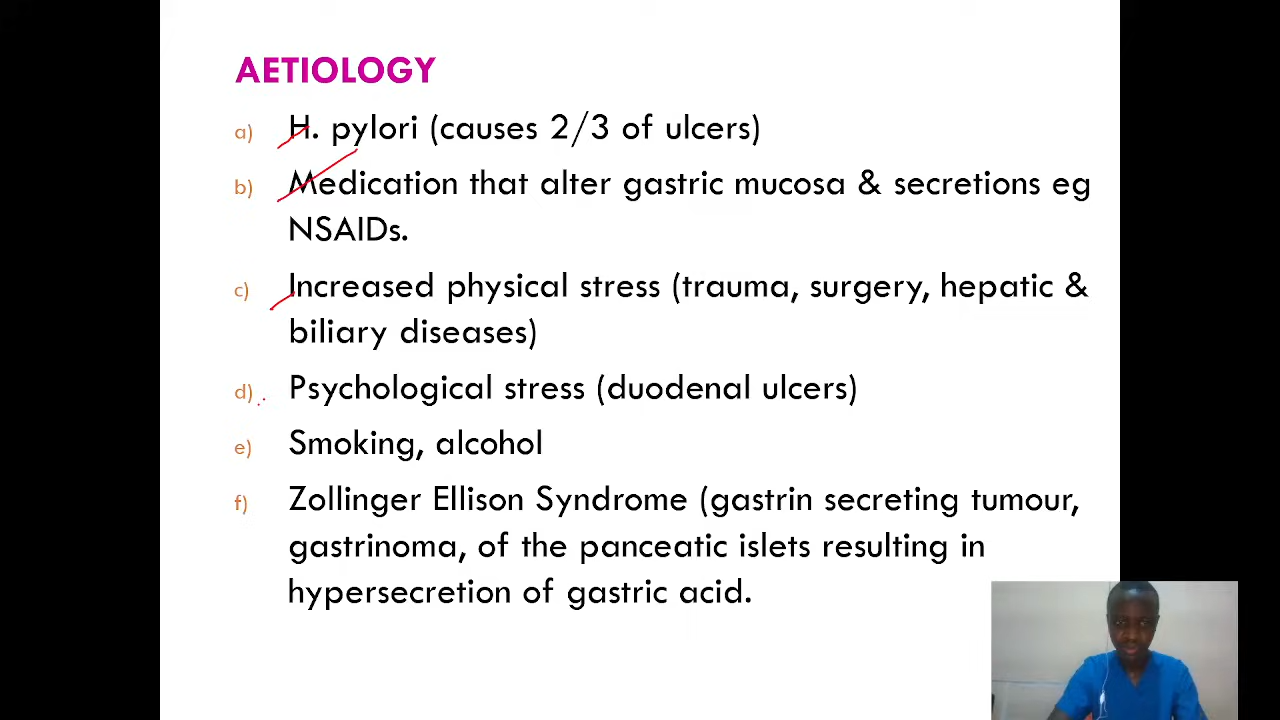 AETIOLOGY
a) H. pylori (causes 2/3 of ulcers)
b) Medication that alter gastric mucosa & secretions eg
NSAIDs.
c) Increased physical stress (trauma, surgery, hepatic &
biliary diseases)
d) Psychological stress (duodenal ulcers)
e) Smoking, alcohol
f) Zollinger Ellison Syndrome (gastrin secreting tumour,
gastrinoma, of the panceatic islets resulting in
hypersecretion of gastric acid.